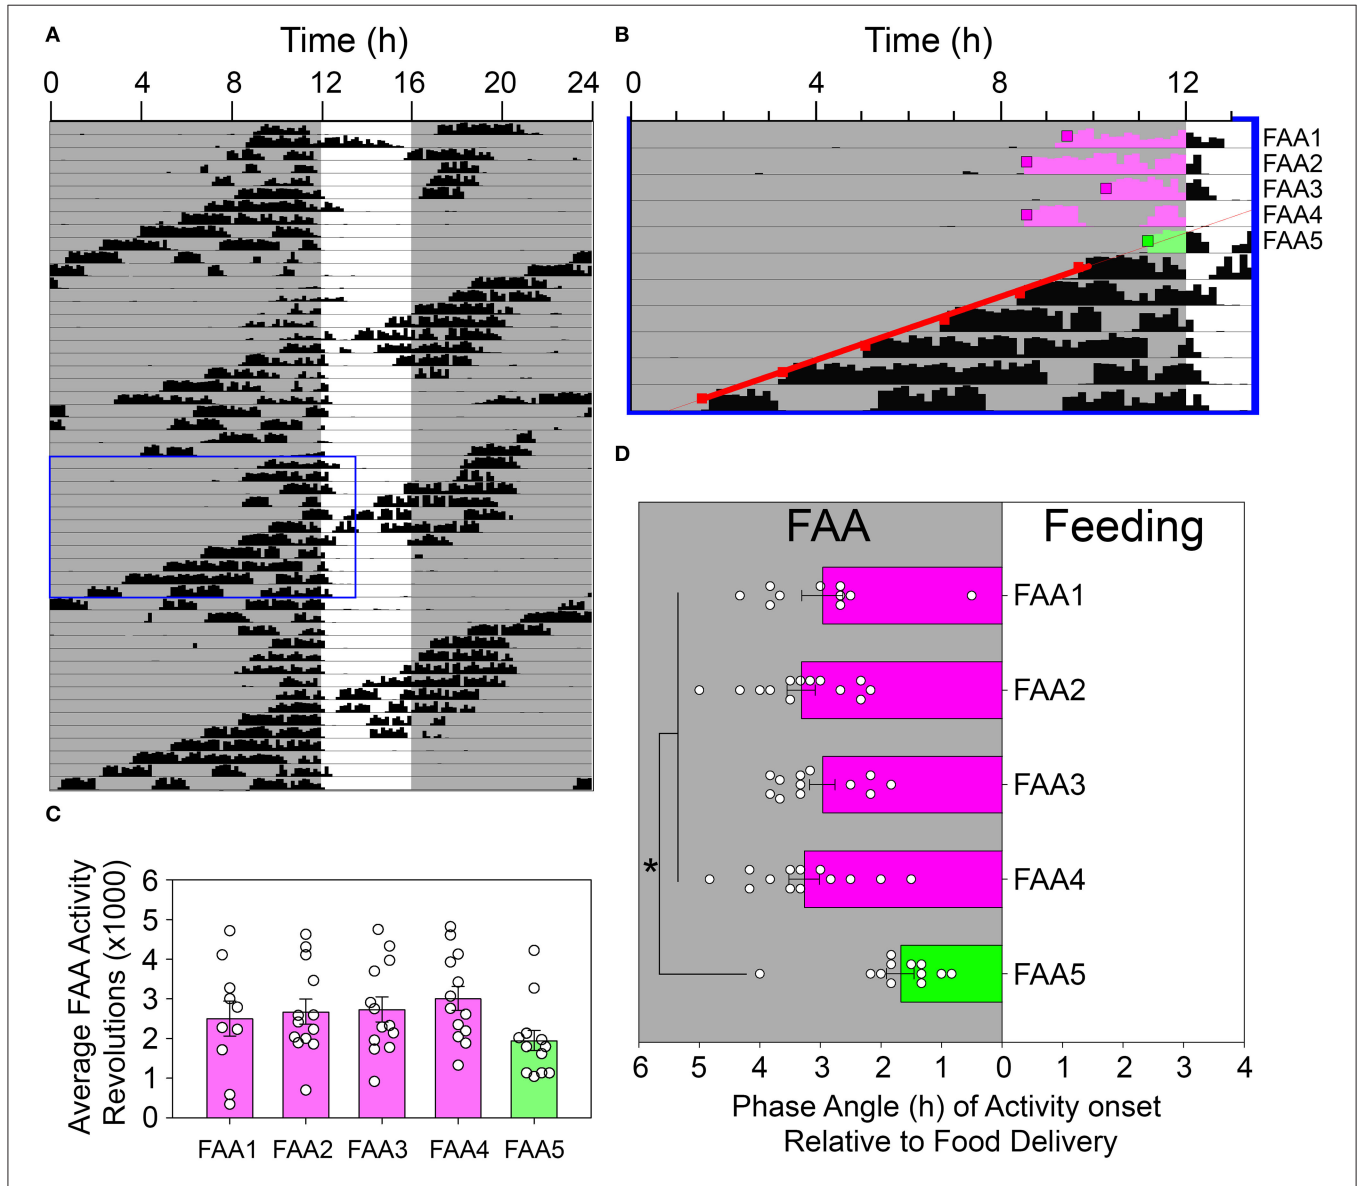 A
Time (h)
0 4 8 12 16 20 24
B
Time (h)
0 4 8 12
FAA1
FAA2
FAA3
FAA4
FAA5
C
Average FAA Activity
Revolutions (x1000)
6
5
4
3
2
1
0
FAA1 FAA2 FAA3 FAA4 FAA5
D
FAA Feeding
FAA1
FAA2
FAA3
FAA4
FAA5
*
6 5 4 3 2 1 0 1 2 3 4
Phase Angle (h) of Activity onset
Relative to Food Delivery